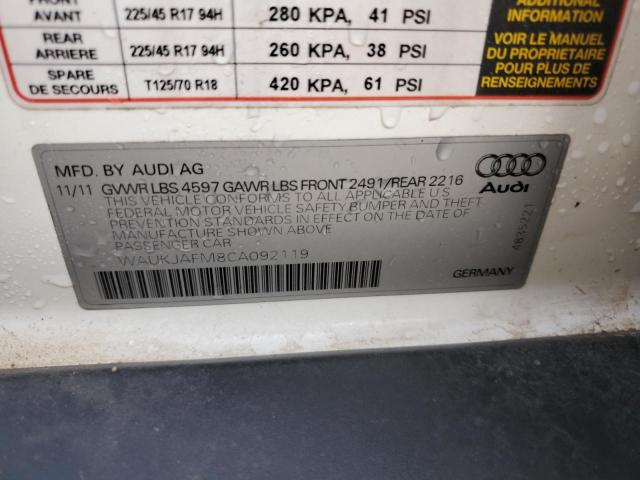 FRONT
AVANT 225/45 R17 94H 280 KPA, 41 PSI
REAR
ARRIERE 225/45 R17 94H 260 KPA, 38 PSI
SPARE
DE SECOURS T125/70 R18 420 KPA, 61 PSI
ADDITIONAL
INFORMATION
VOIR LE MANUEL
DU PROPRIETAIRE
POUR PLUS DE
RENSEIGNEMENTS
MFD. BY AUDI AG
11/11 GVWR LBS 4597 GAWR LBS FRONT 2491/REAR 2216
THIS VEHICLE CONFORMS TO ALL APPLICABLE
FEDERAL MOTOR VEHICLE SAFETY BUMPER AND THEFT
PREVENTION STANDARDS IN EFFECT ON THE DATE OF
MANUFACTURE SHOWN ABOVE
PASSENGER CAR
WAUKJAFM8CA092119
Audi
4835221
GERMANY